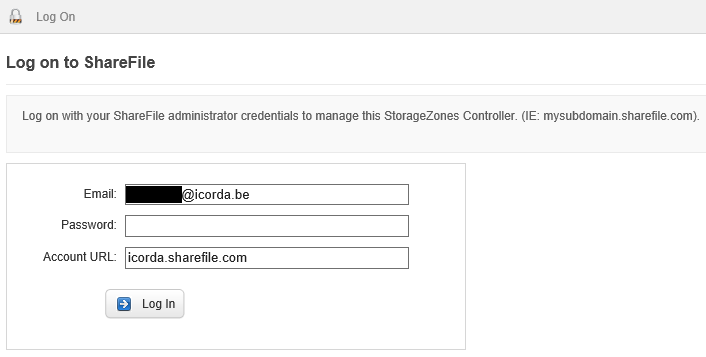 Log On
Log on to ShareFile
Log on with your ShareFile administrator credentials to manage this StorageZones Controller. (IE: mysubdomain.sharefile.com).
Email: @icorda.be
Password:
Account URL: icorda.sharefile.com
Log In